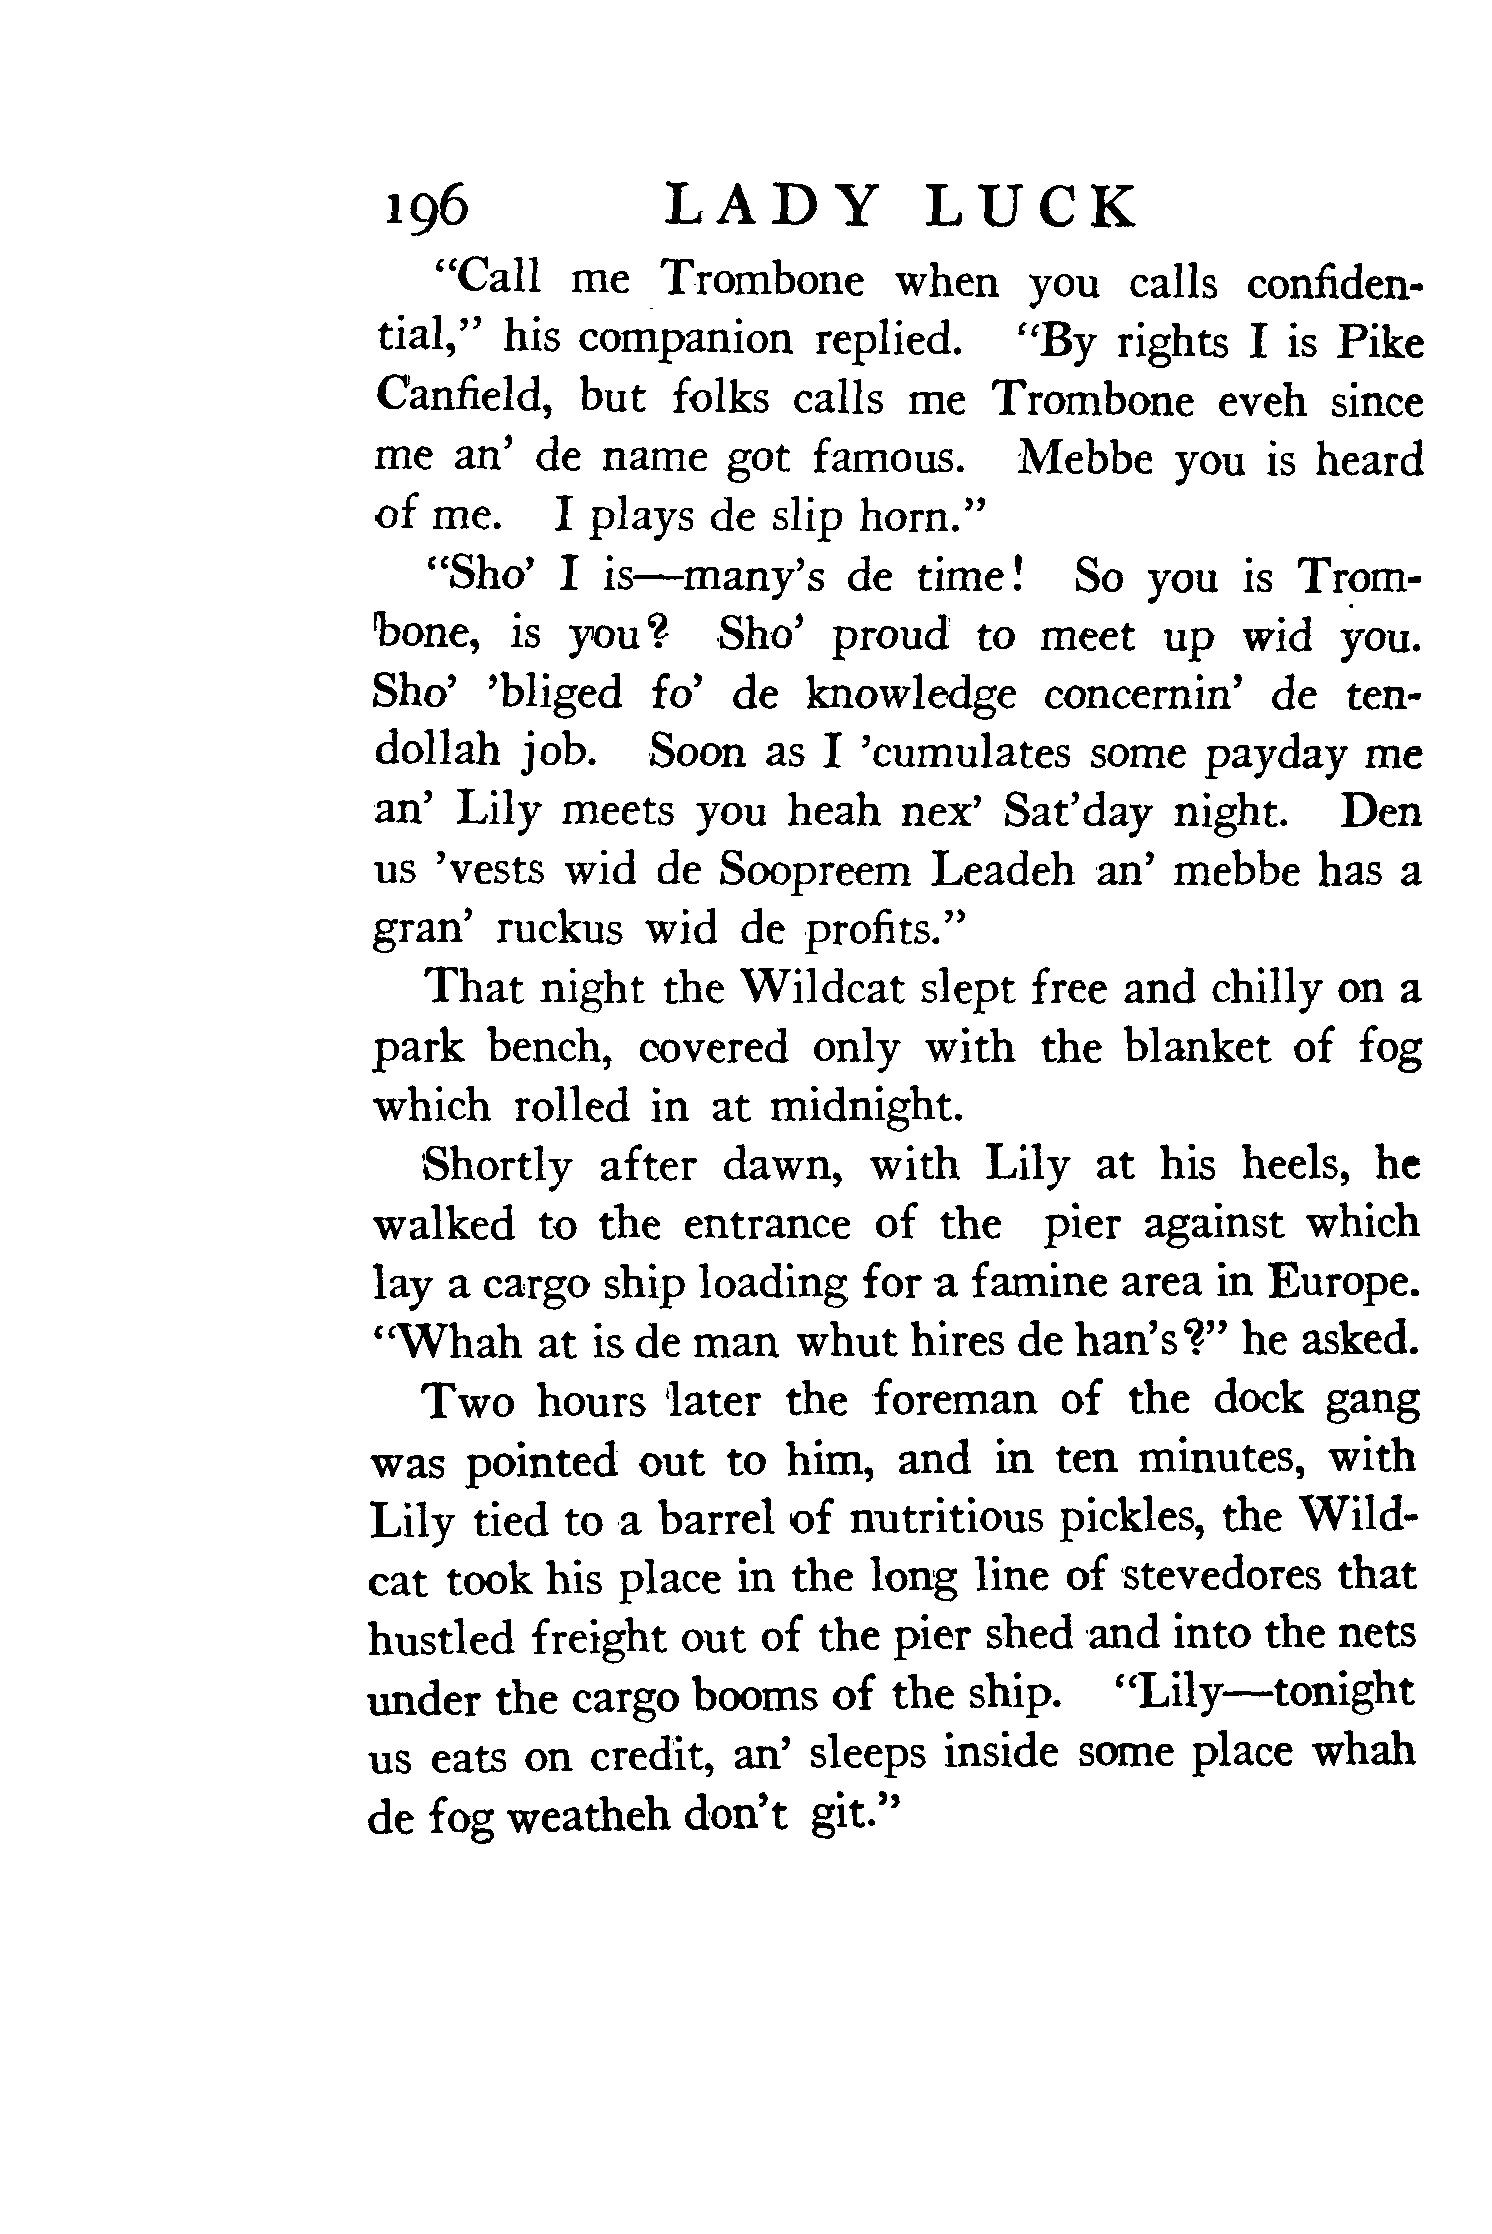 196 LADY LUCK
“Call me Trombone when you calls confiden-
tial,” his companion replied. “By rights I is Pike
Canfield, but folks calls me Trombone eveh since
me an’ de name got famous. Mebbe you is heard
of me. I plays de slip horn.”
“Sho’ I is—many’s de time! So you is Trom-
bone, is you? Sho’ proud to meet up wid you.
Sho’ ’bliged fo’ de knowledge concernin’ de ten-
dollah job. Soon as I ’cumulates some payday me
an’ Lily meets you heah nex’ Sat’day night. Den
us ’vests wid de Soopreem Leadeh an’ mebbe has a
gran’ ruckus wid de profits.”
That night the Wildcat slept free and chilly on a
park bench, covered only with the blanket of fog
which rolled in at midnight.
Shortly after dawn, with Lily at his heels, he
walked to the entrance of the pier against which
lay a cargo ship loading for a famine area in Europe.
“Whah at is de man whut hires de han’s?” he asked.
Two hours later the foreman of the dock gang
was pointed out to him, and in ten minutes, with
Lily tied to a barrel of nutritious pickles, the Wild-
cat took his place in the long line of stevedores that
hustled freight out of the pier shed and into the nets
under the cargo booms of the ship. “Lily—tonight
us eats on credit, an’ sleeps inside some place whah
de fog weatheh don’t git.”